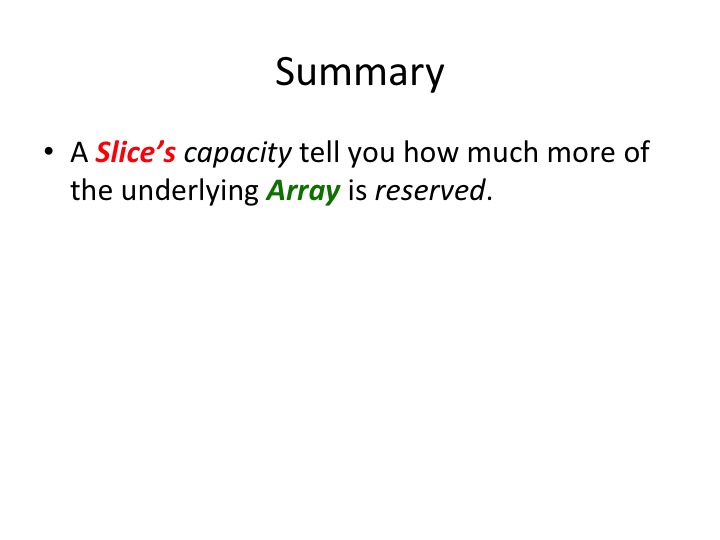 Summary
• A Slice’s capacity tell you how much more of
the underlying Array is reserved.